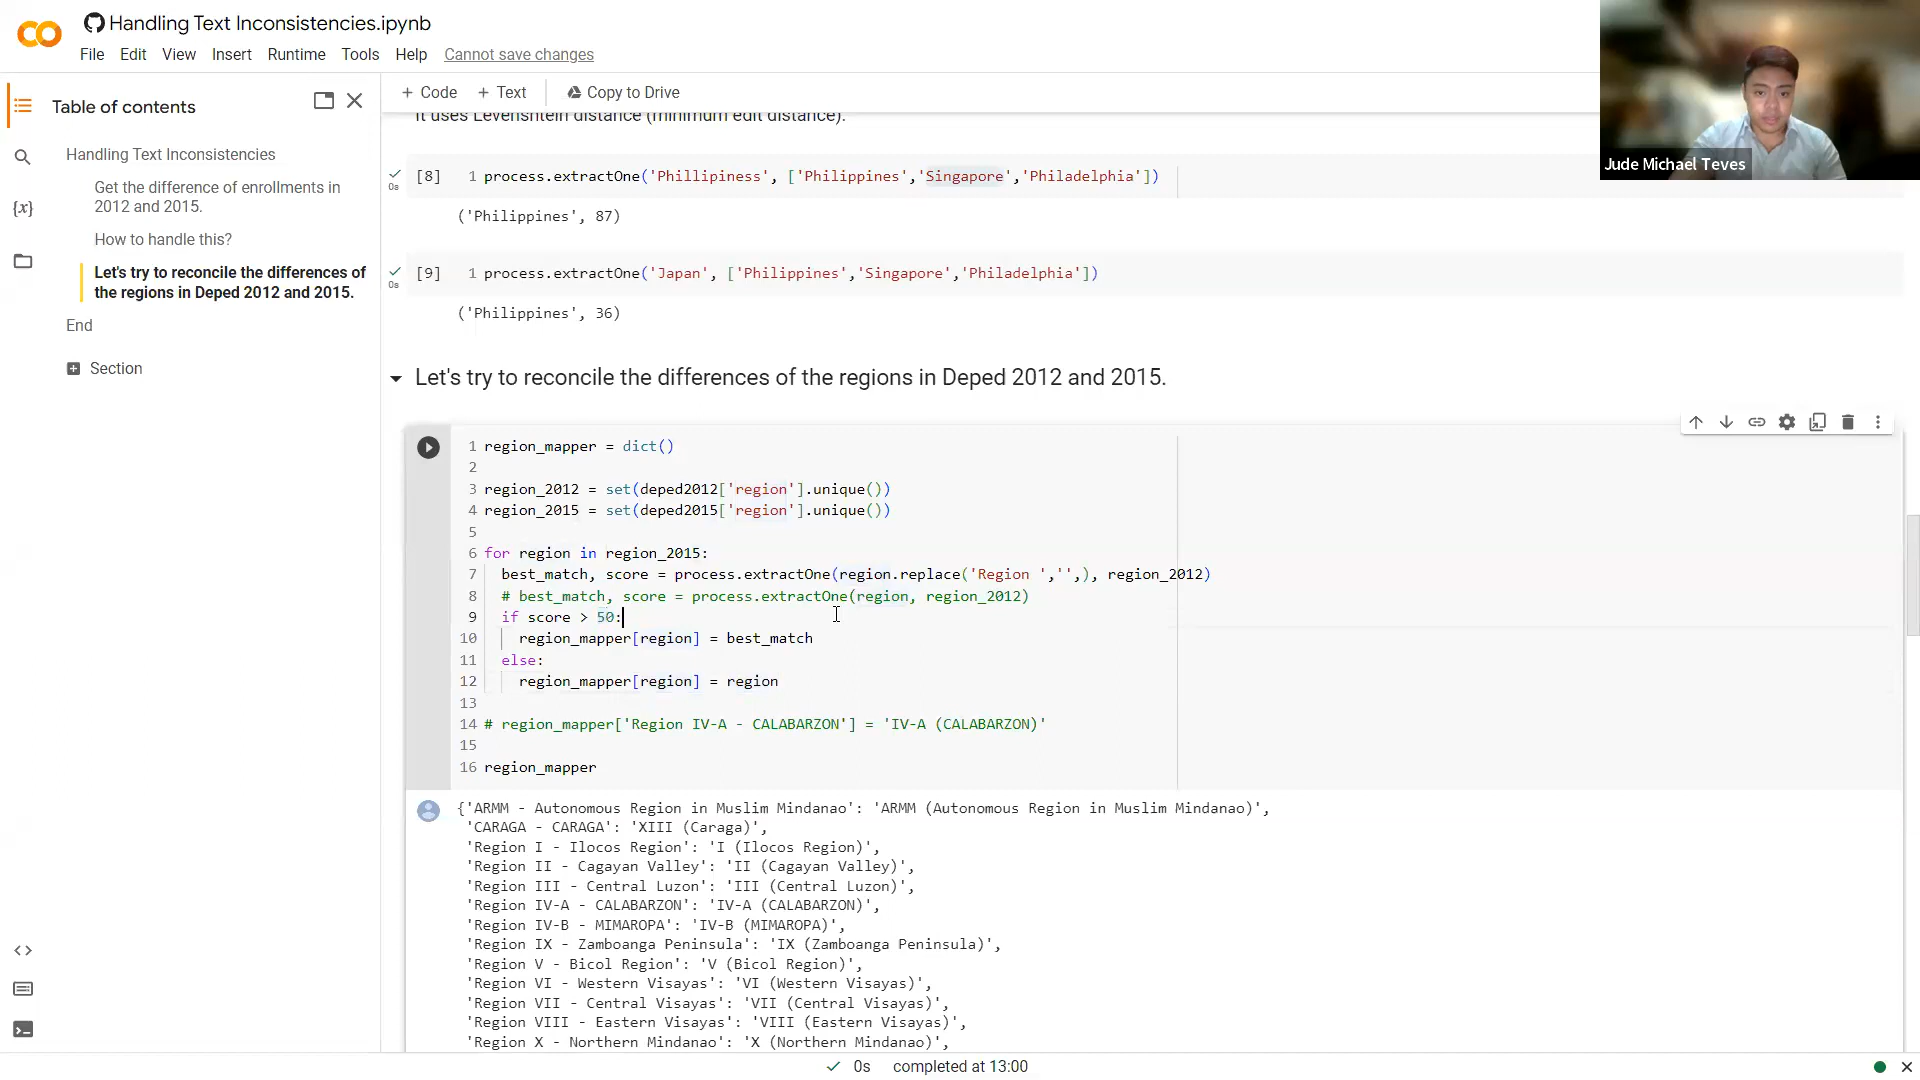 Handling Text Inconsistencies.ipynb
File Edit View Insert Runtime Tools Help Cannot save changes
Table of contents
Handling Text Inconsistencies
Get the difference of enrollments in
2012 and 2015.
How to handle this?
Let's try to reconcile the differences of
the regions in Deped 2012 and 2015.
End
Section
{x}
+ Code + Text Copy to Drive
It uses Levenshtein distance (minimum edit distance).
0s [8] 1 process.extractOne('Phillipiness', ['Philippines','Singapore','Philadelphia'])
('Philippines', 87)
0s [9] 1 process.extractOne('Japan', ['Philippines','Singapore','Philadelphia'])
('Philippines', 36)
Let's try to reconcile the differences of the regions in Deped 2012 and 2015.
1 region_mapper = dict()
2
3 region_2012 = set(deped2012['region'].unique())
4 region_2015 = set(deped2015['region'].unique())
5
6 for region in region_2015:
7 best_match, score = process.extractOne(region.replace('Region ','',), region_2012)
8 # best_match, score = process.extractOne(region, region_2012)
9 if score > 50:
10 region_mapper[region] = best_match
11 else:
12 region_mapper[region] = region
13
14 # region_mapper['Region IV-A - CALABARZON'] = 'IV-A (CALABARZON)'
15
16 region_mapper
{'ARMM - Autonomous Region in Muslim Mindanao': 'ARMM (Autonomous Region in Muslim Mindanao)',
'CARAGA - CARAGA': 'XIII (Caraga)',
'Region I - Ilocos Region': 'I (Ilocos Region)',
'Region II - Cagayan Valley': 'II (Cagayan Valley)',
'Region III - Central Luzon': 'III (Central Luzon)',
'Region IV-A - CALABARZON': 'IV-A (CALABARZON)',
'Region IV-B - MIMAROPA': 'IV-B (MIMAROPA)',
'Region IX - Zamboanga Peninsula': 'IX (Zamboanga Peninsula)',
'Region V - Bicol Region': 'V (Bicol Region)',
'Region VI - Western Visayas': 'VI (Western Visayas)',
'Region VII - Central Visayas': 'VII (Central Visayas)',
'Region VIII - Eastern Visayas': 'VIII (Eastern Visayas)',
'Region X - Northern Mindanao': 'X (Northern Mindanao)',
0s completed at 13:00
Jude Michael Teves